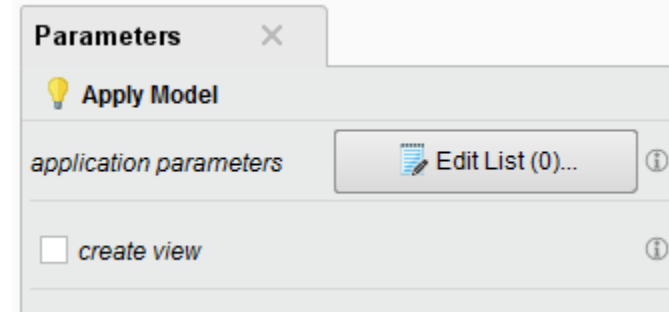 Parameters
Apply Model
application parameters Edit List (0)...
create view